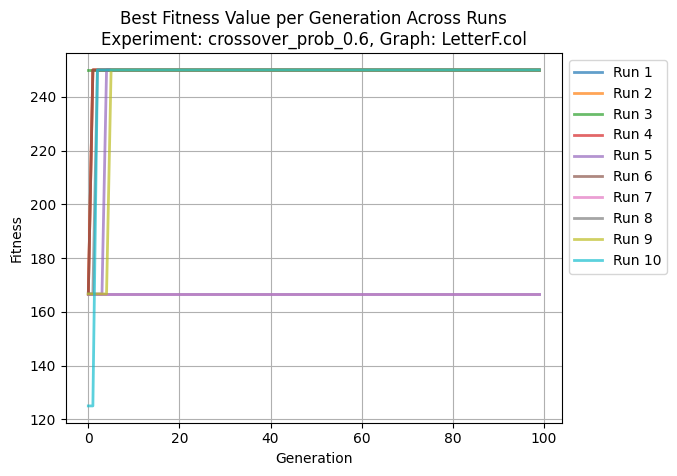 Best Fitness Value per Generation Across Runs
Experiment: crossover_prob_0.6, Graph: LetterF.col
Fitness
240
220
200
180
160
140
120
0
20
40
60
80
100
Generation
Run 1
Run 2
Run 3
Run 4
Run 5
Run 6
Run 7
Run 8
Run 9
Run 10